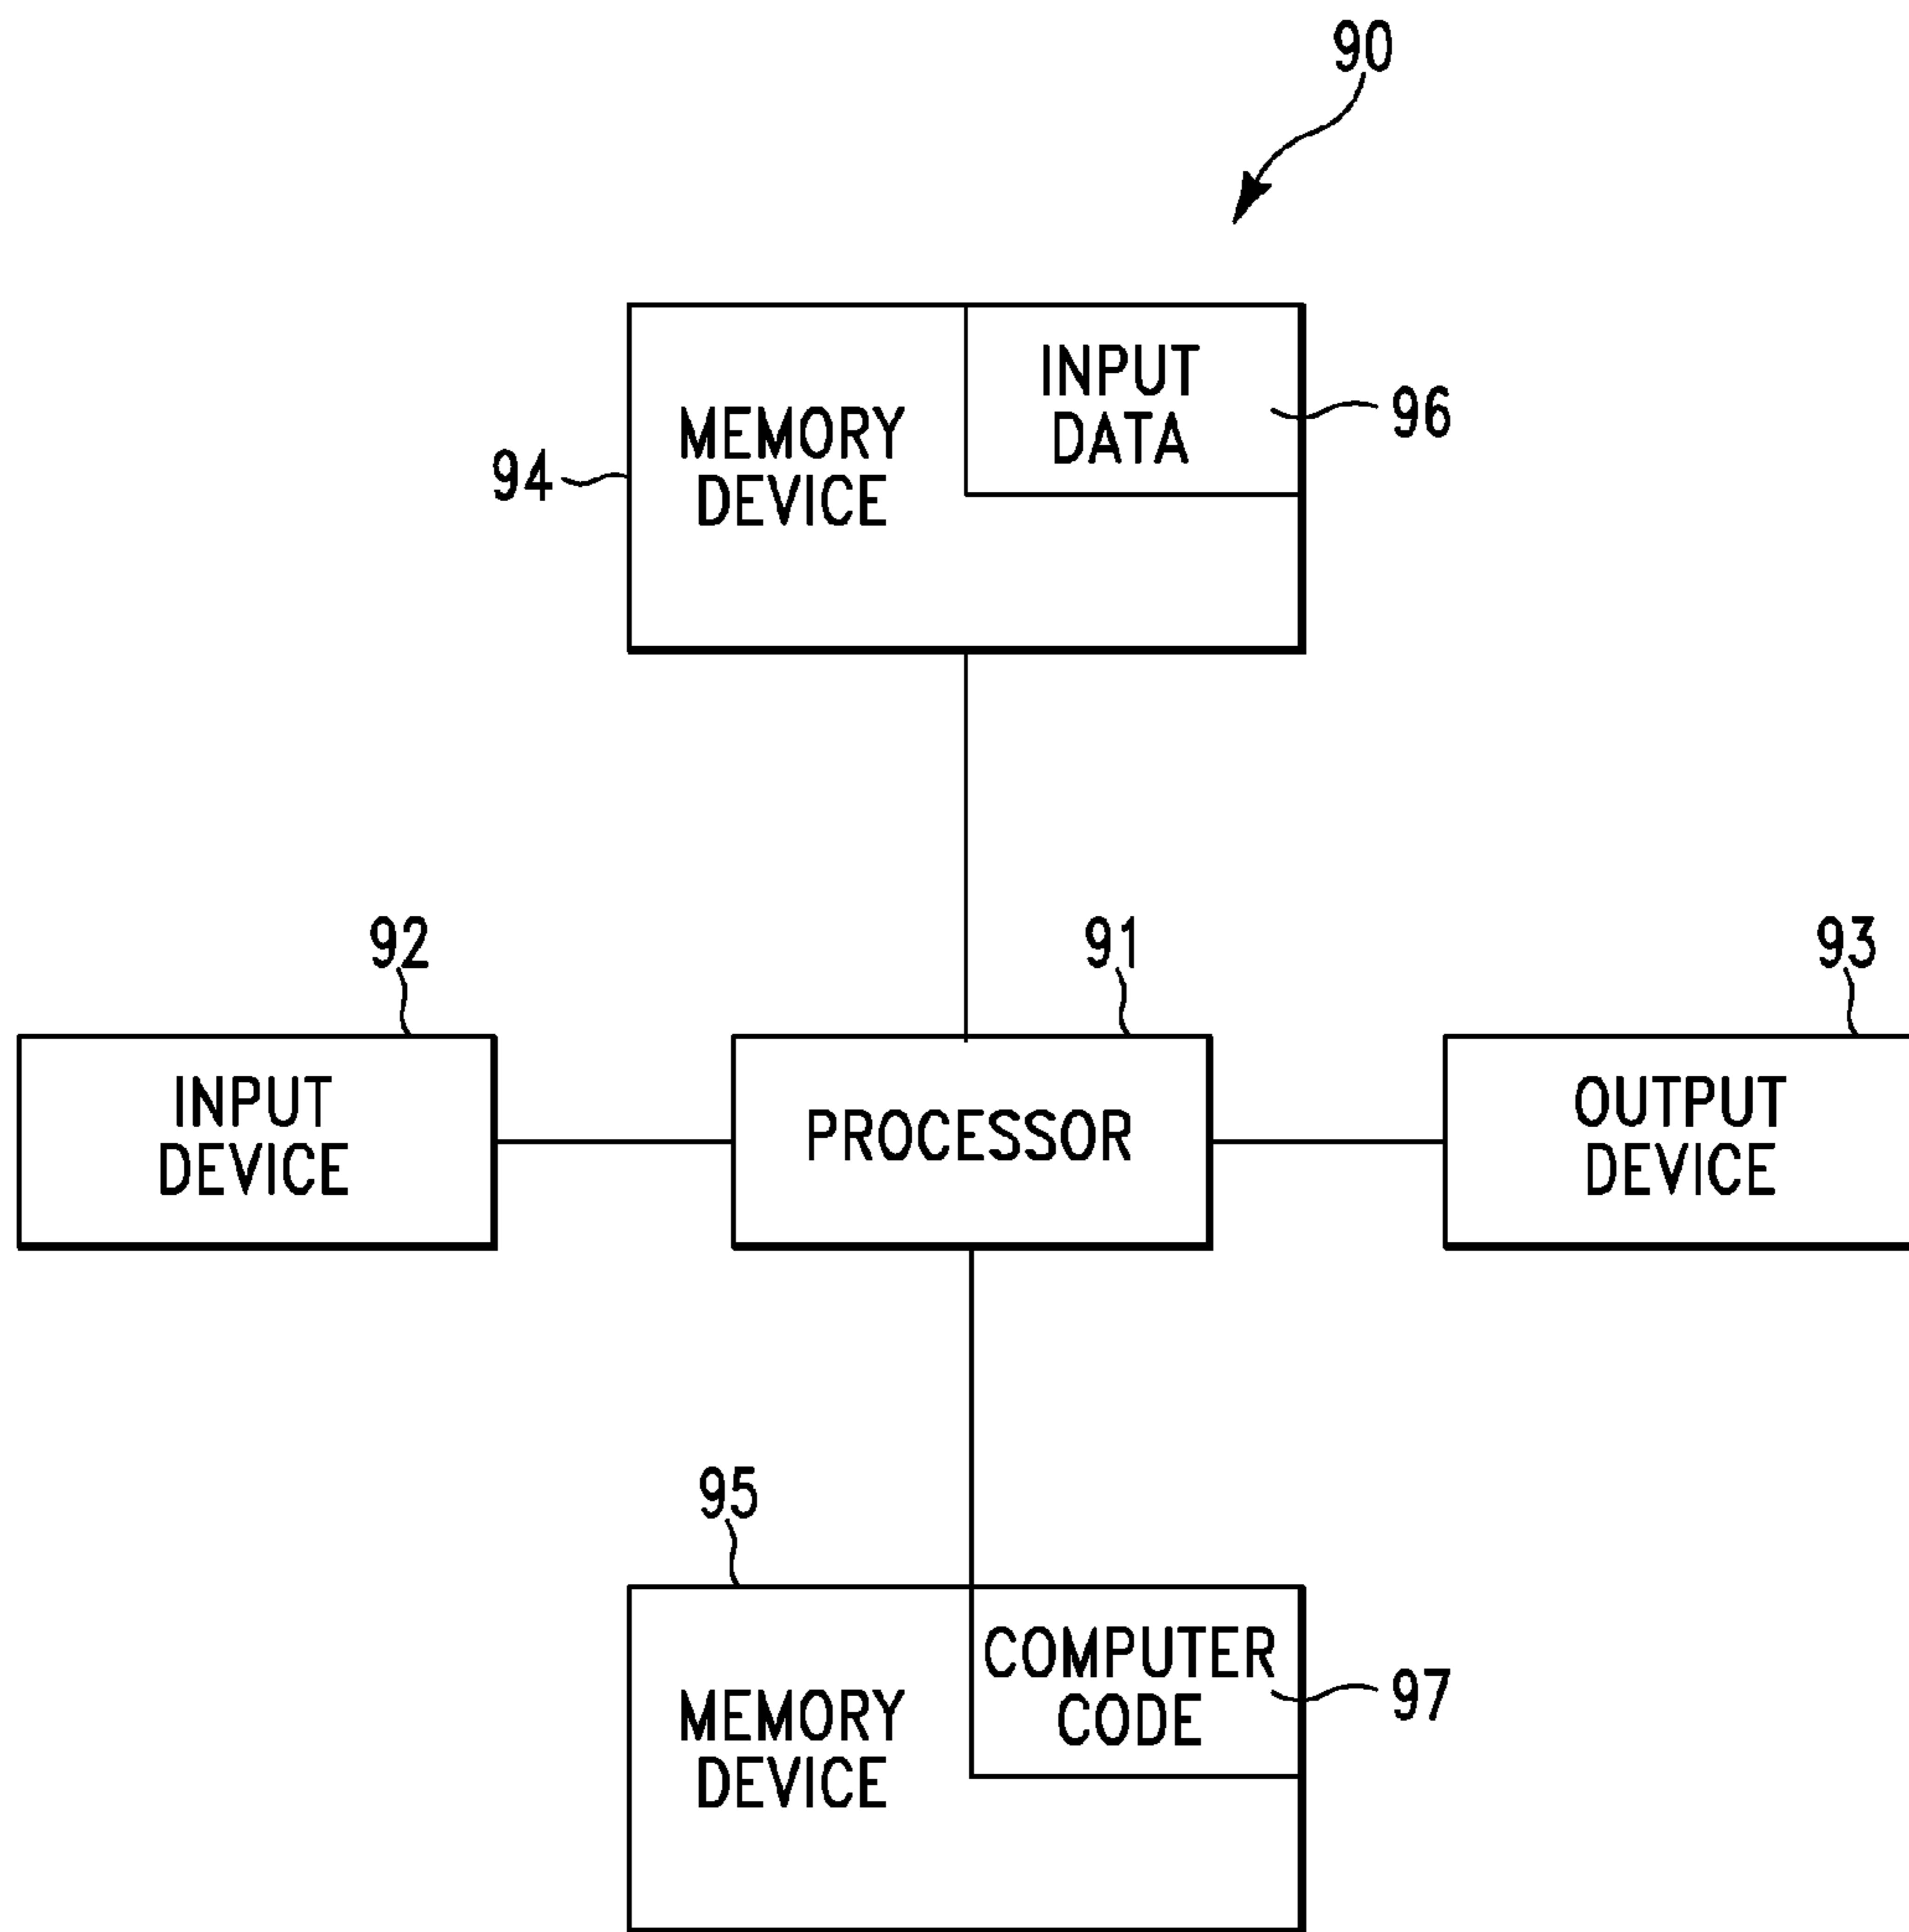 90
INPUT
DATA
96
MEMORY
DEVICE
94
92
91
93
INPUT
DEVICE
PROCESSOR
OUTPUT
DEVICE
95
COMPUTER
CODE
97
MEMORY
DEVICE